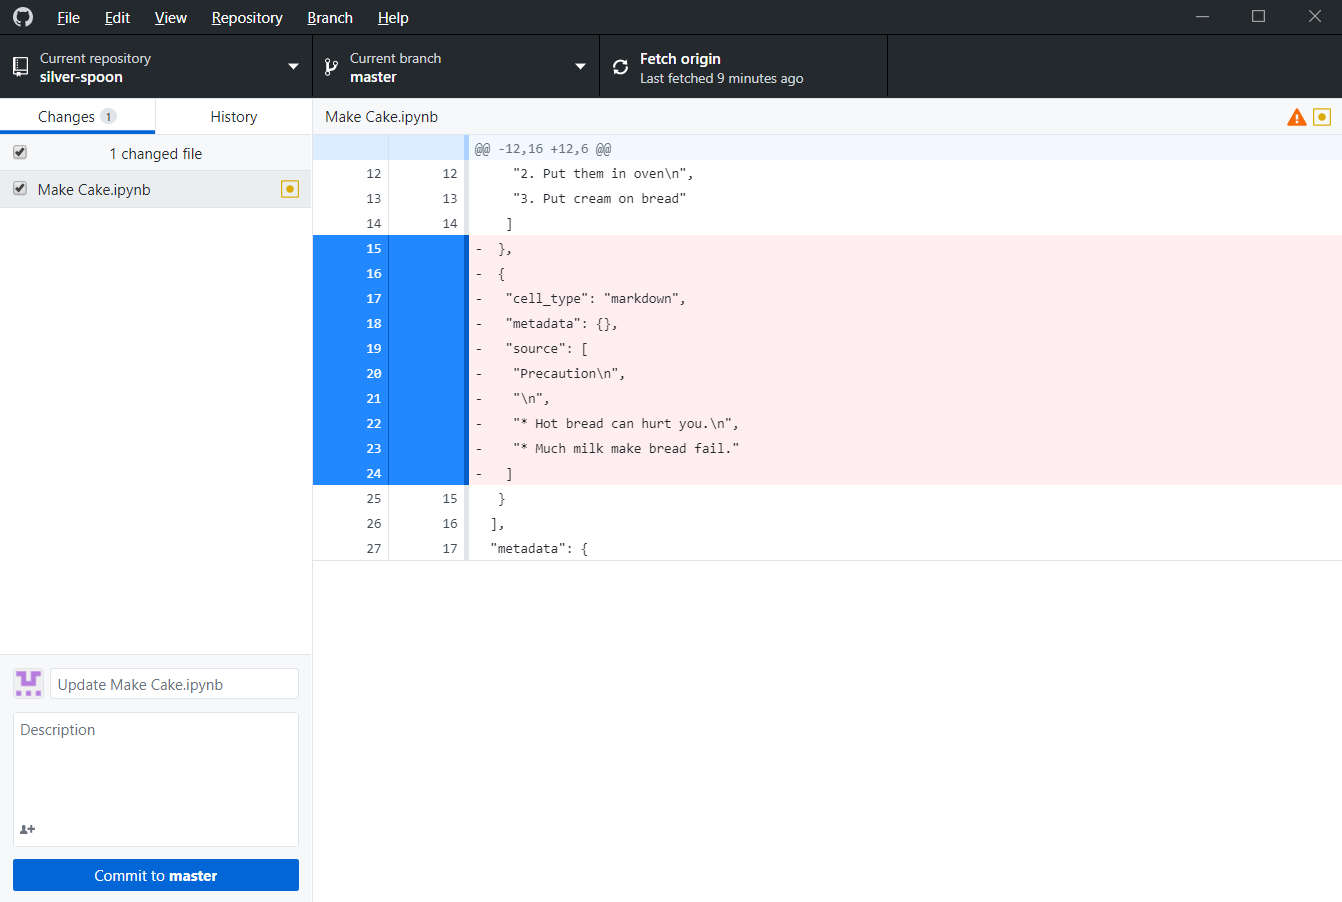 File Edit View Repository Branch Help
Current repository
silver-spoon
Current branch
master
Fetch origin
Last fetched 9 minutes ago
Changes 1
History
Make Cake.ipynb
1 changed file
Make Cake.ipynb
@@ -12,16 +12,6 @@
12 12 "2. Put them in oven\n",
13 13 "3. Put cream on bread"
14 14 ]
15 - },
16 - {
17 - "cell_type": "markdown",
18 - "metadata": {},
19 - "source": [
20 - "Precaution\n",
21 - "\n",
22 - "* Hot bread can hurt you.\n",
23 - "* Much milk make bread fail."
24 - ]
25 15 }
26 16 ],
27 17 "metadata": {
Update Make Cake.ipynb
Description
Commit to master